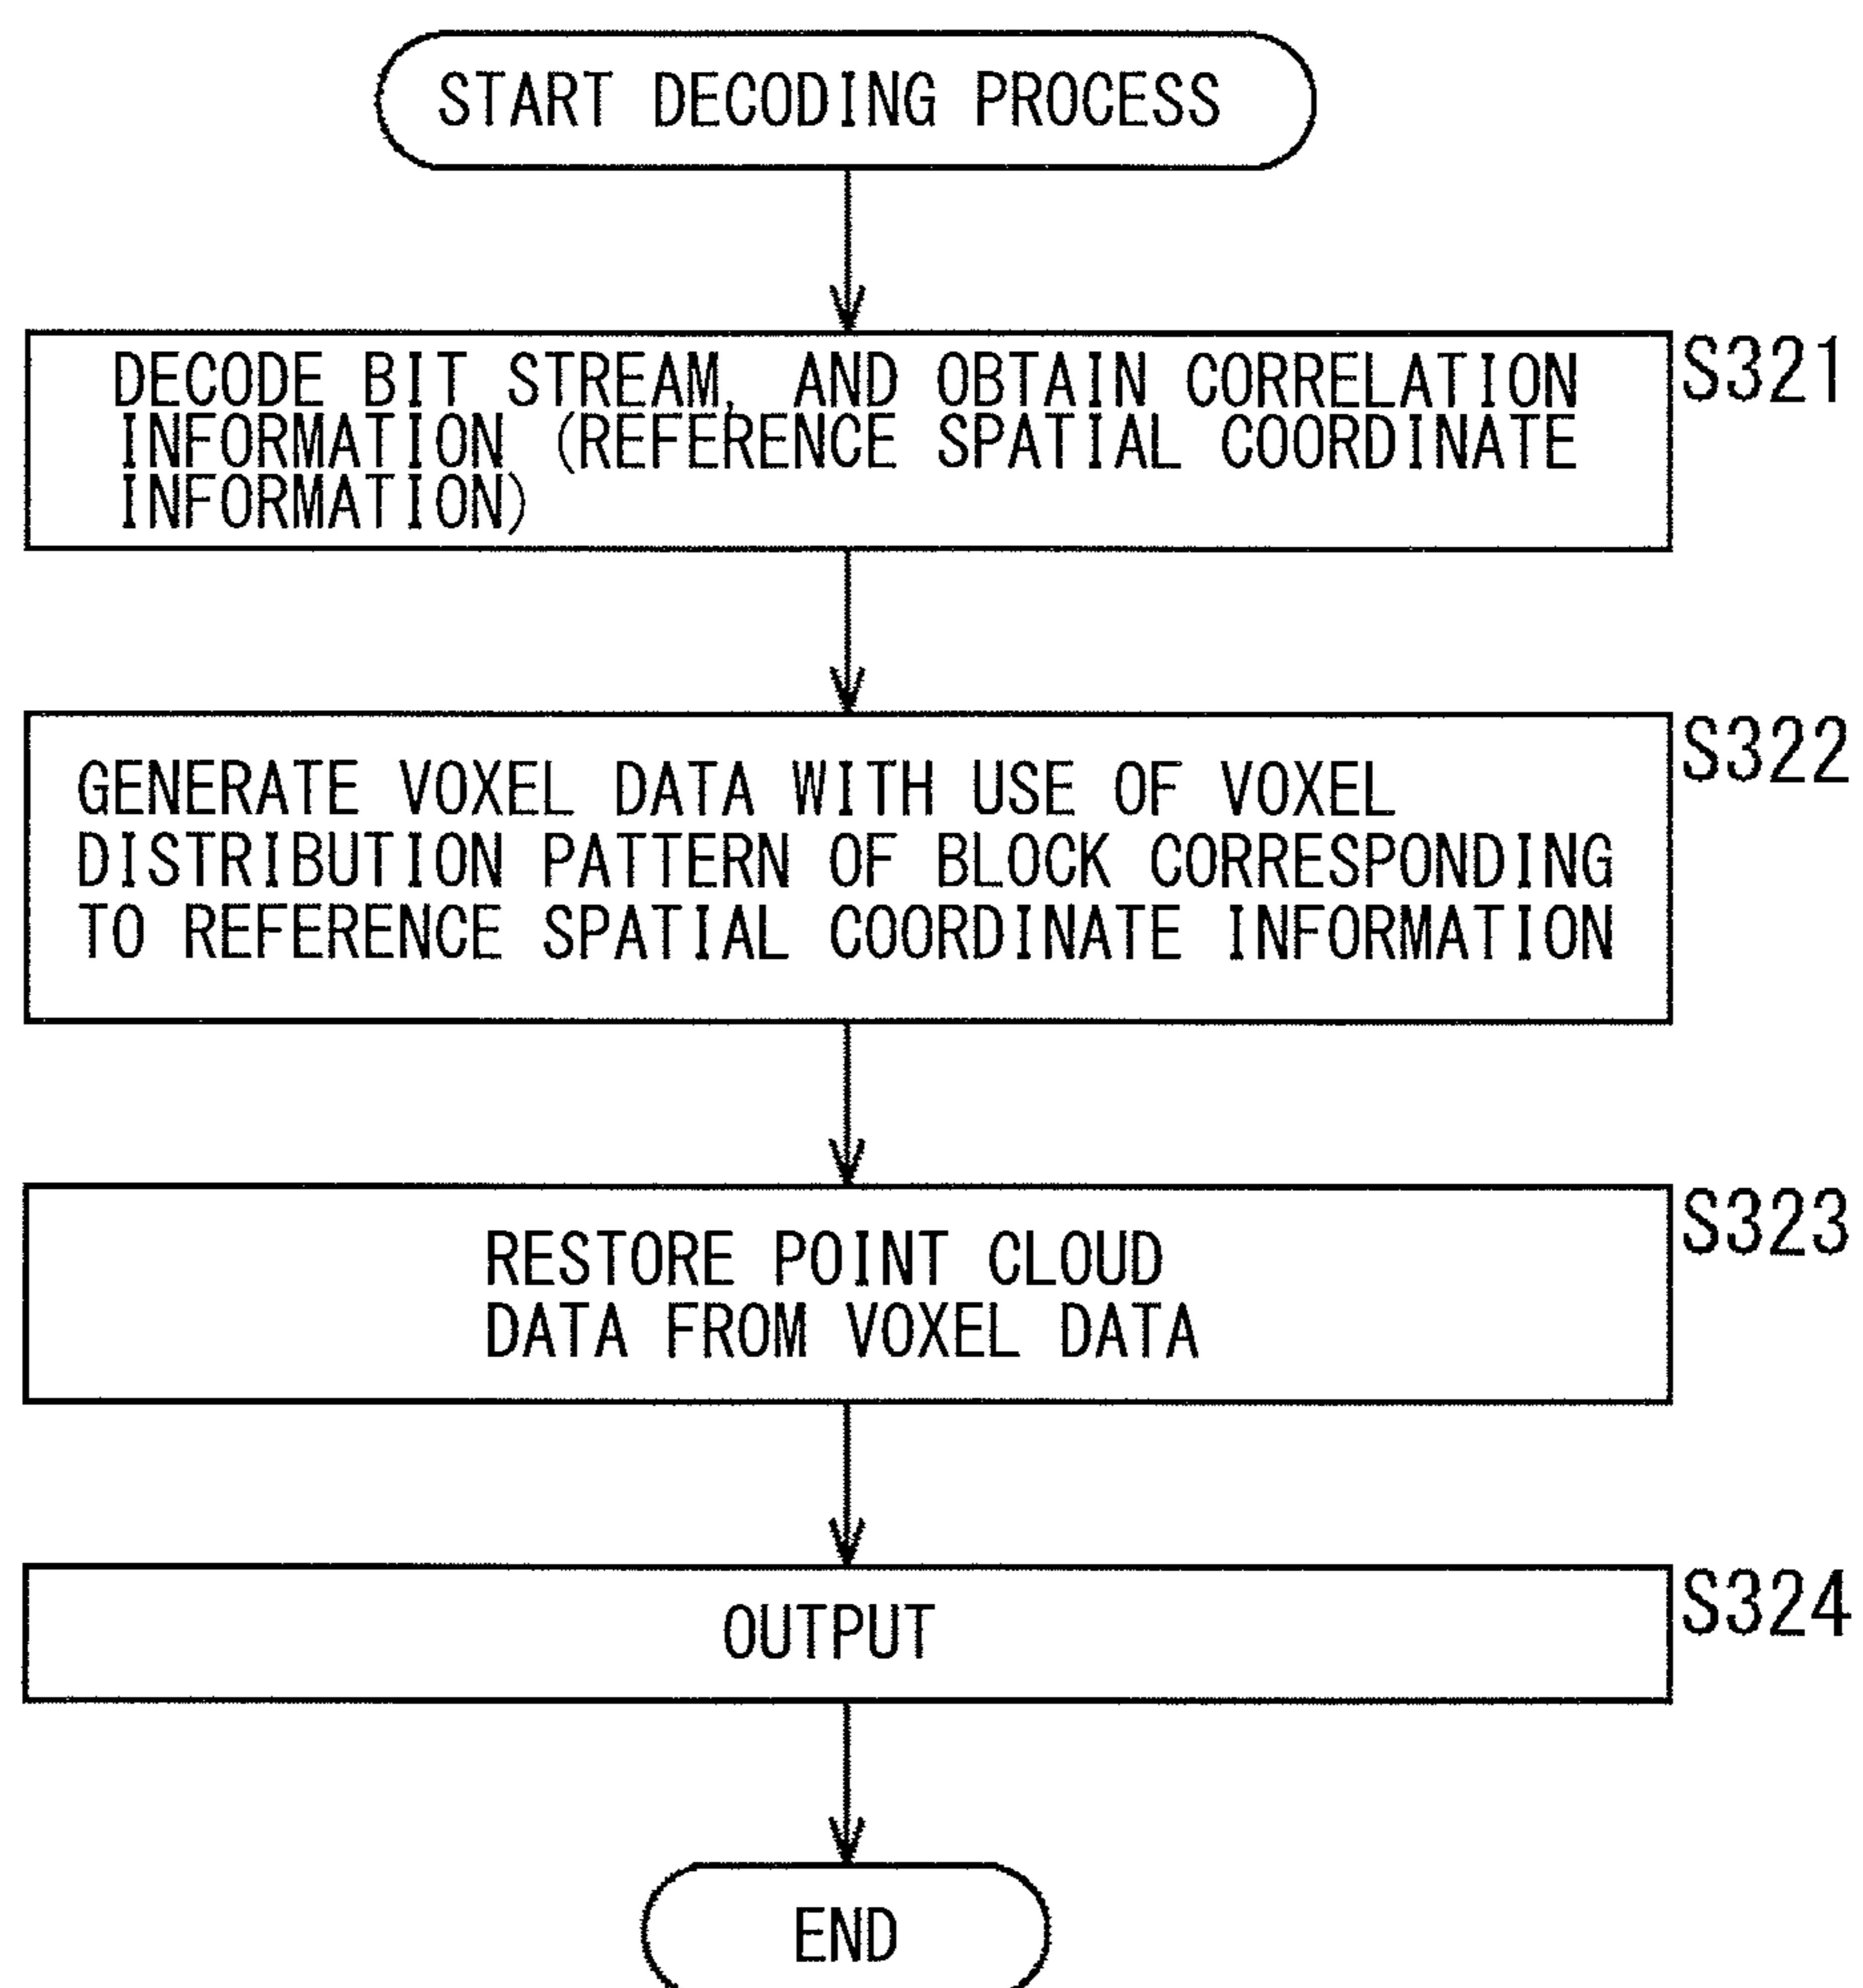 START DECODING PROCESS
DECODE BIT STREAM, AND OBTAIN CORRELATION
INFORMATION (REFERENCE SPATIAL COORDINATE
INFORMATION)
S321
GENERATE VOXEL DATA WITH USE OF VOXEL
DISTRIBUTION PATTERN OF BLOCK CORRESPONDING
TO REFERENCE SPATIAL COORDINATE INFORMATION
S322
RESTORE POINT CLOUD
DATA FROM VOXEL DATA
S323
OUTPUT
S324
END